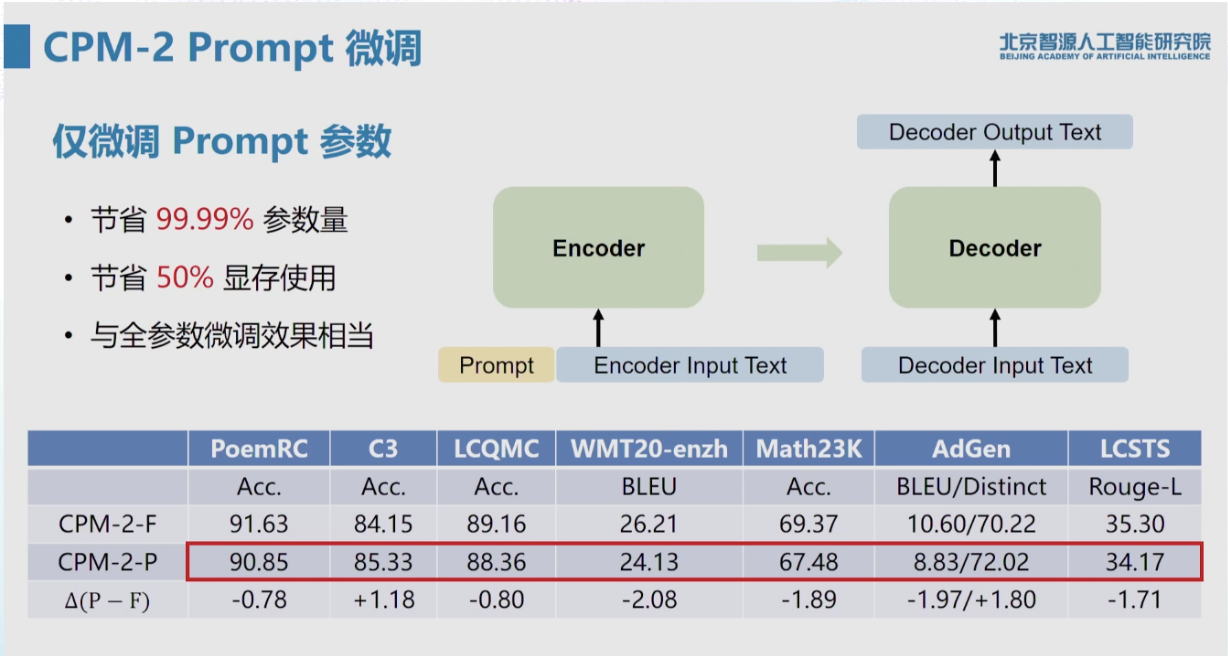 CPM-2 Prompt 微调
北京智源人工智能研究院
BEIJING ACADEMY OF ARTIFICIAL INTELLIGENCE
仅微调 Prompt 参数
• 节省 99.99% 参数量
• 节省 50% 显存使用
• 与全参数微调效果相当
Decoder Output Text
Encoder
Decoder
Prompt
Encoder Input Text
Decoder Input Text
PoemRC C3 LCQMC WMT20-enzh Math23K AdGen LCSTS
Acc. Acc. Acc. BLEU Acc. BLEU/Distinct Rouge-L
CPM-2-F 91.63 84.15 89.16 26.21 69.37 10.60/70.22 35.30
CPM-2-P 90.85 85.33 88.36 24.13 67.48 8.83/72.02 34.17
Δ(P − F) -0.78 +1.18 -0.80 -2.08 -1.89 -1.97/+1.80 -1.71